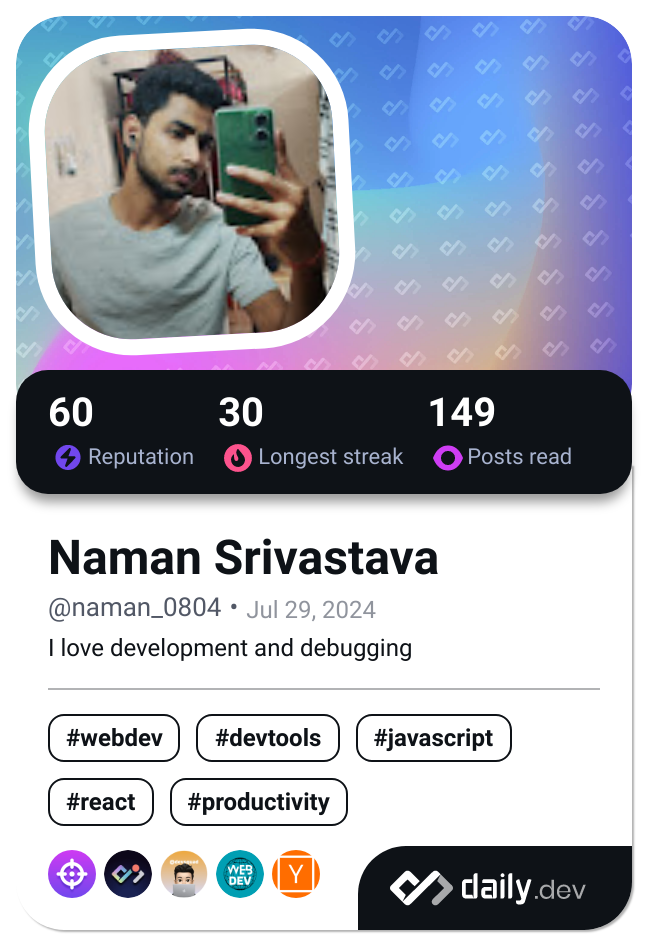 60 30 149
Reputation Longest streak Posts read
Naman Srivastava
@naman_0804 • Jul 29, 2024
I love development and debugging
#webdev #devtools #javascript
#react #productivity
WEB
DEV
Y
daily.dev